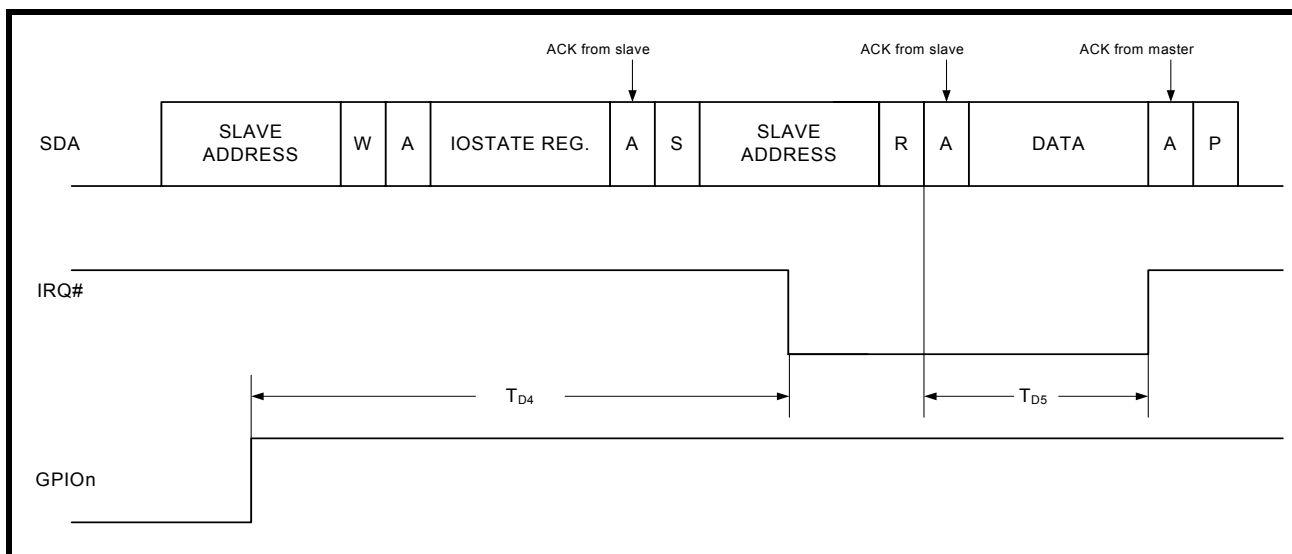 ACK from slave ACK from slave ACK from master
SDA SLAVE ADDRESS W A IOSTATE REG. A S SLAVE ADDRESS R A DATA A P
IRQ#
TD4 TD5
GPIOn